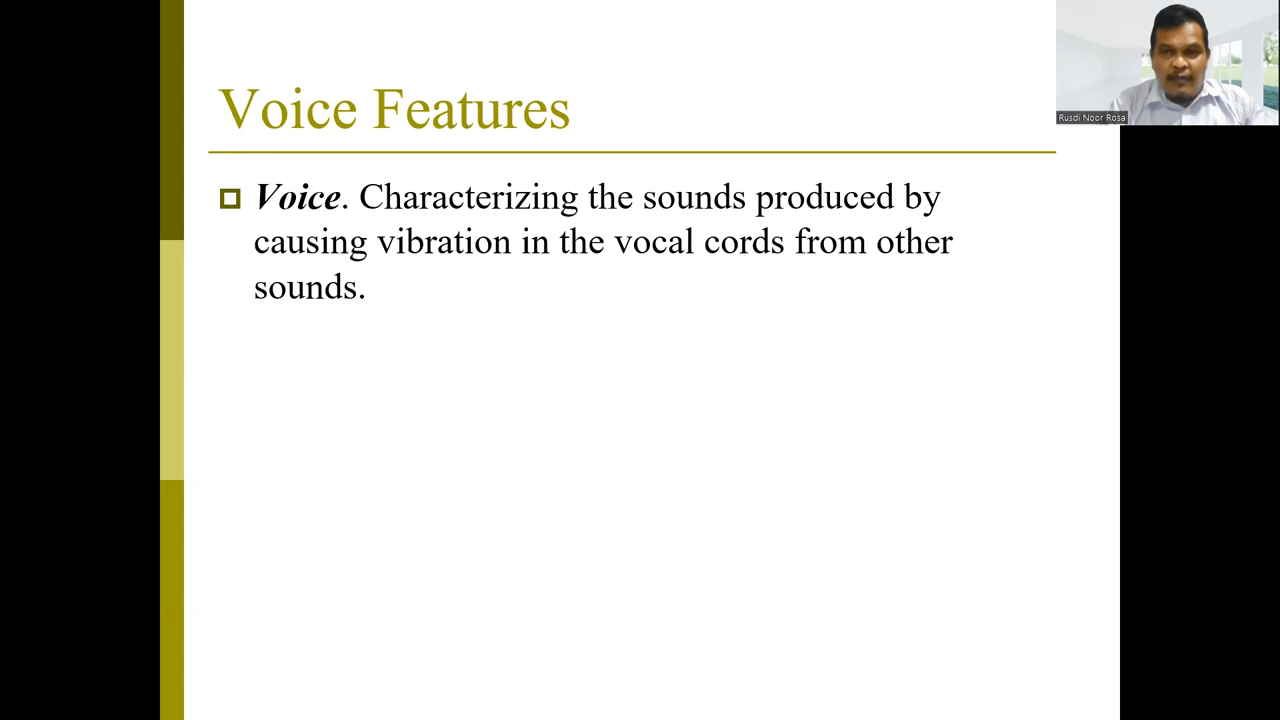 Voice Features
Voice. Characterizing the sounds produced by
causing vibration in the vocal cords from other
sounds.
Rusdi Noor Rosa